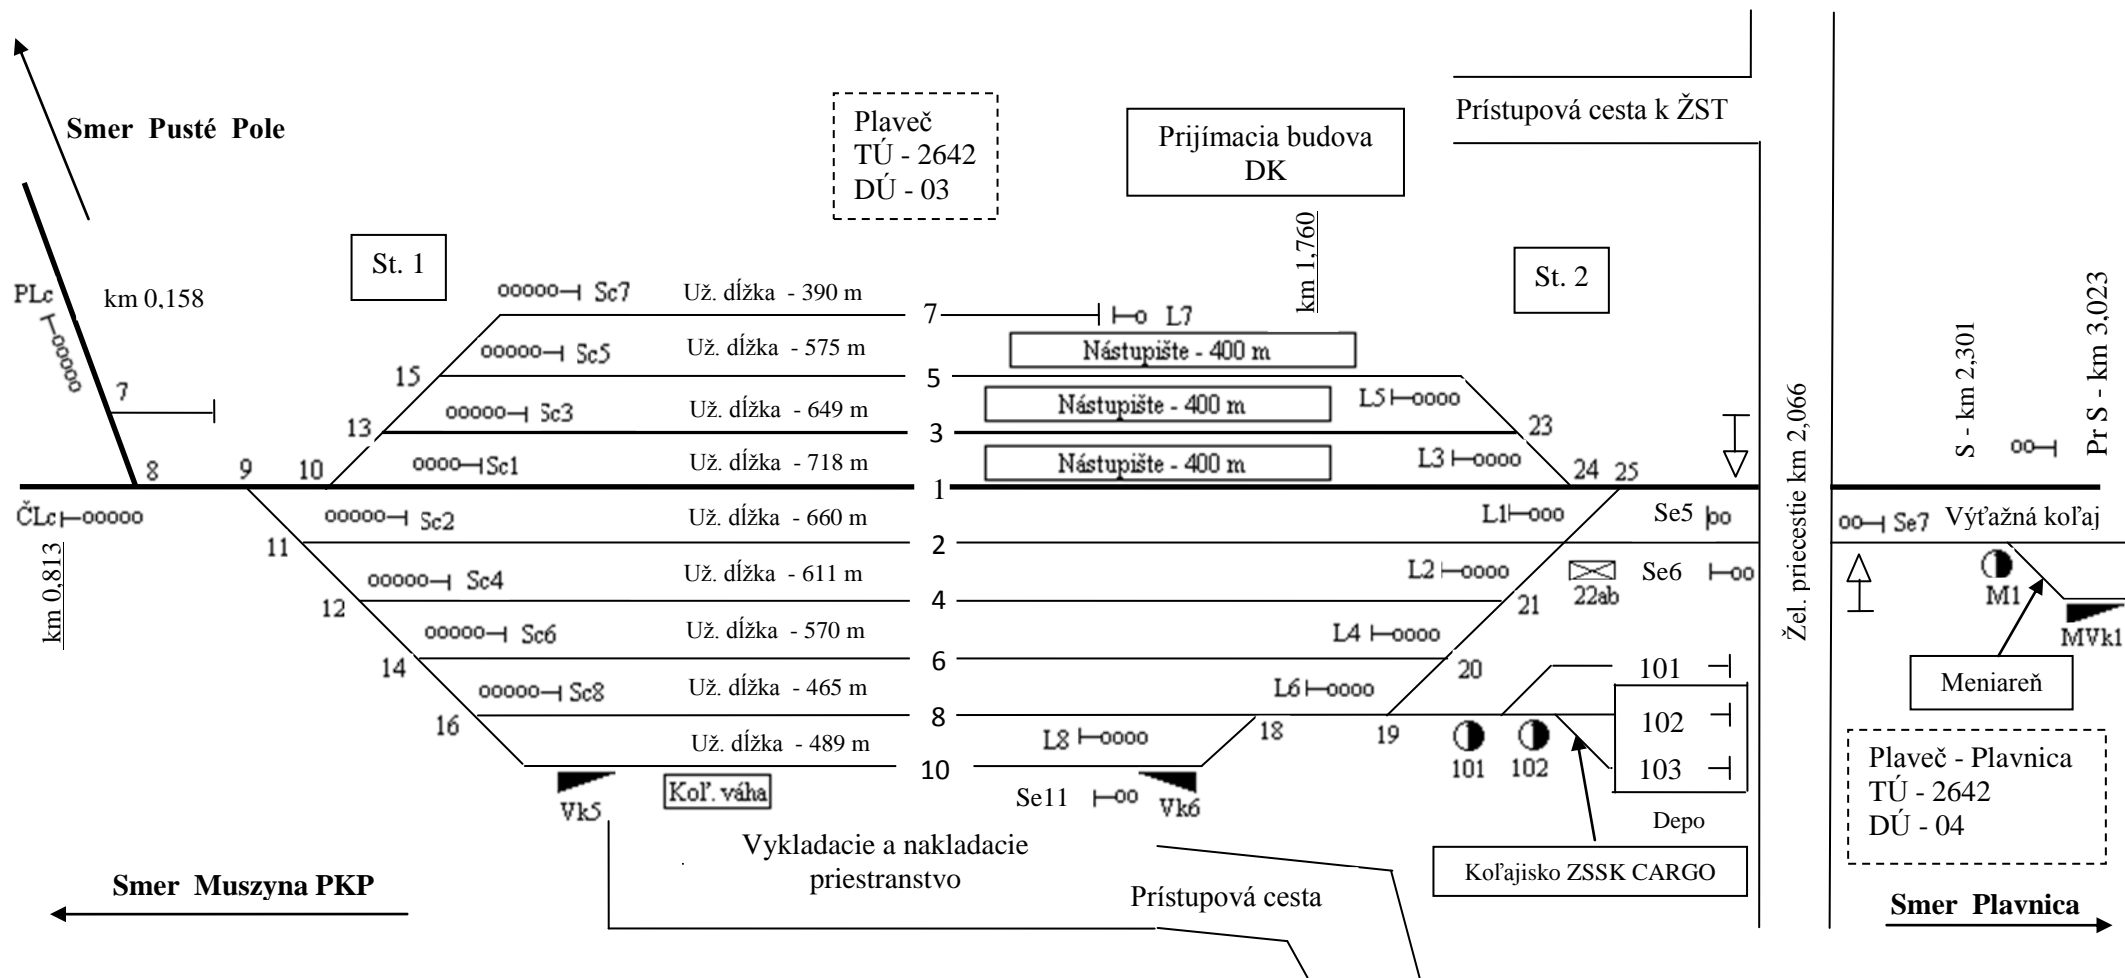 Smer Pusté Pole
Plaveč
TÚ - 2642
DÚ - 03
Prijímacia budova
DK
Prístupová cesta k ŽST
km 1,760
St. 1
St. 2
PLc
km 0,158
Sc7
Už. dĺžka - 390 m
7
L7
Sc5
Už. dĺžka - 575 m
Nástupište - 400 m
15
5
7
Sc3
Už. dĺžka - 649 m
Nástupište - 400 m
L5
13
3
23
8
9
10
Sc1
Už. dĺžka - 718 m
Nástupište - 400 m
L3
24
25
1
S - km 2,301
Pr S - km 3,023
Žel. priecestie km 2,066
ČLc
km 0,813
Sc2
Už. dĺžka - 660 m
L1
Se5
Se7
Výťažná koľaj
11
2
Sc4
Už. dĺžka - 611 m
L2
22ab
Se6
M1
12
4
21
MVk1
Sc6
Už. dĺžka - 570 m
L4
14
6
20
101
Meniareň
Sc8
Už. dĺžka - 465 m
L6
16
8
18
19
102
Už. dĺžka - 489 m
L8
101
102
103
10
Vk5
Koľ. váha
Se11
Vk6
Depo
Plaveč - Plavnica
TÚ - 2642
DÚ - 04
Vykladacie a nakladacie
priestranstvo
Koľajisko ZSSK CARGO
Prístupová cesta
Smer Muszyna PKP
Smer Plavnica